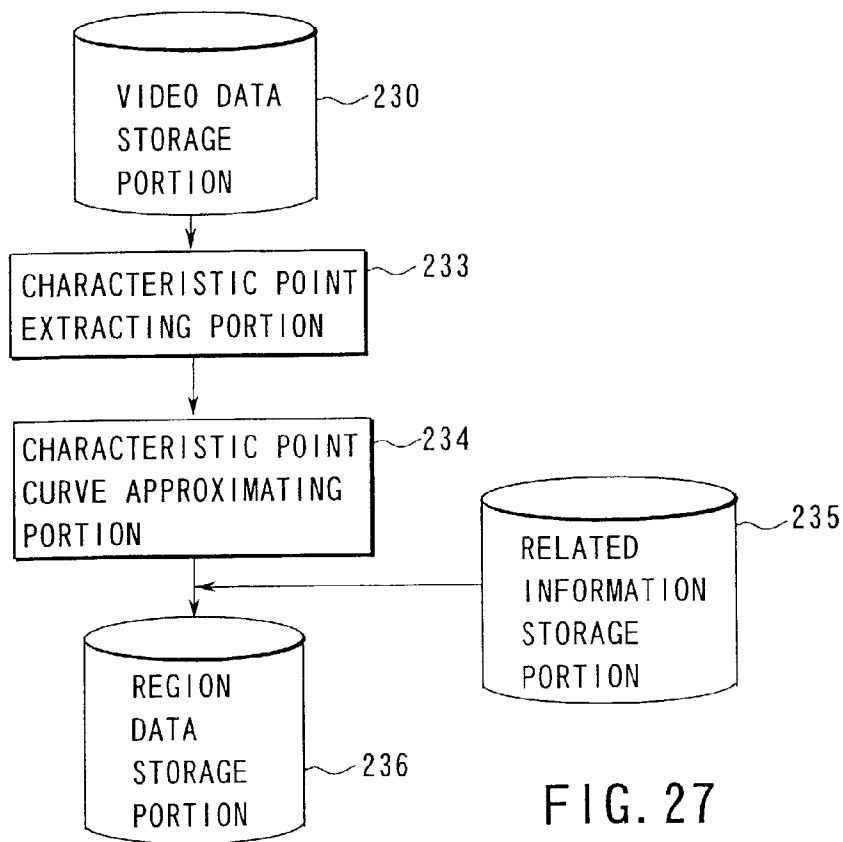 VIDEO DATA
STORAGE
PORTION
230
CHARACTERISTIC POINT
EXTRACTING PORTION
233
CHARACTERISTIC POINT
CURVE APPROXIMATING
PORTION
234
RELATED
INFORMATION
STORAGE
PORTION
235
REGION
DATA
STORAGE
PORTION
236
FIG. 27